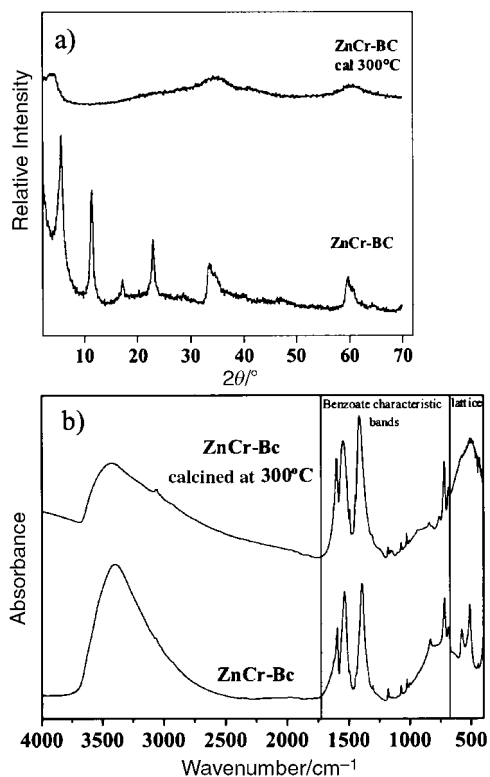 a)
ZnCr-BC
cal 300°C
Relative Intensity
ZnCr-BC
10 20 30 40 50 60 70
2θ/°
b)
Benzoate characteristic
bands
lattice
ZnCr-Bc
calcined at 300°C
Absorbance
ZnCr-Bc
4000 3500 3000 2500 2000 1500 1000 500
Wavenumber/cm⁻¹